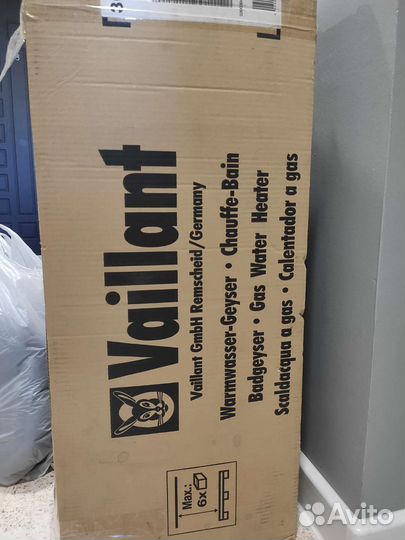 Vaillant
Vaillant GmbH Remscheid/Germany
Warmwasser-Geyser • Chauffe-Bain
Badgeyser • Gas Water Heater
Scaldacqua a gas • Calentador a gas
Max.:
6x
Avito